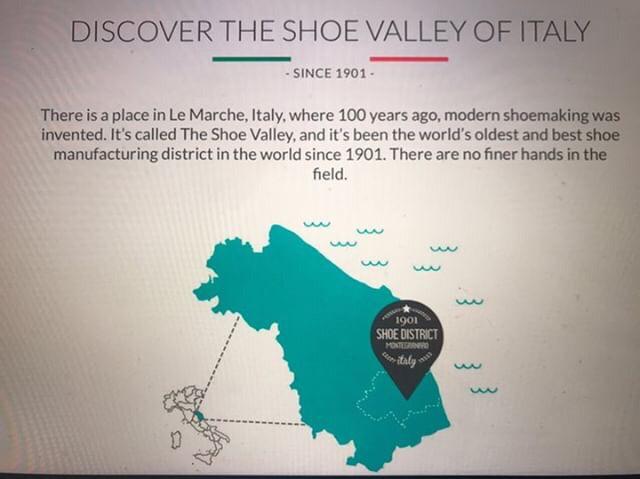 DISCOVER THE SHOE VALLEY OF ITALY
- SINCE 1901 -
There is a place in Le Marche, Italy, where 100 years ago, modern shoemaking was
invented. It's called The Shoe Valley, and it's been the world's oldest and best shoe
manufacturing district in the world since 1901. There are no finer hands in the
field.
1901
SHOE DISTRICT
MONTEGRANARO
italy